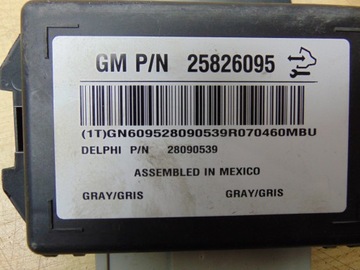 GM P/N 25826095
(1T)GN609528090539R070460MBU
DELPHI P/N 28090539
ASSEMBLED IN MEXICO
GRAY/GRIS GRAY/GRIS